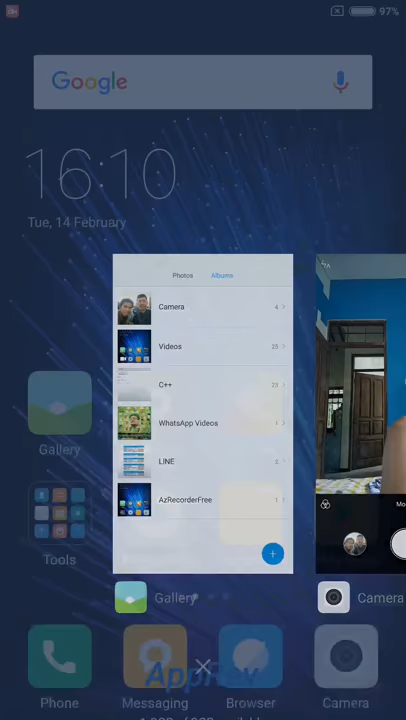 97%
Google
16:10
Tue, 14 February
Photos
Albums
Camera
4
Videos
25
C++
23
WhatsApp Videos
1
LINE
AzRecorderFree
1
Gallery
Tools
Gallery
Camera
Phone
Messaging
Browser
Camera